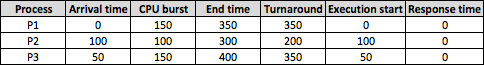 Process Arrival time CPU burst End time Turnaround Execution start Response time
P1 0 150 350 350 0 0
P2 100 100 300 200 100 0
P3 50 150 400 350 50 0